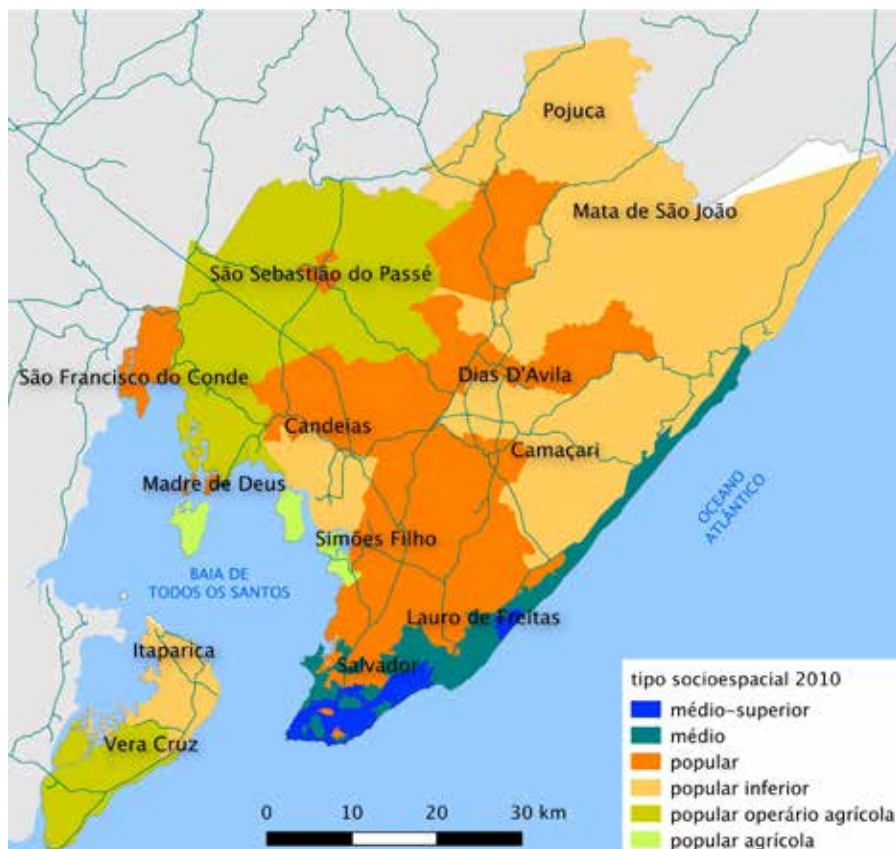 Pojuca
Mata de São João
São Sebastião do Passé
São Francisco do Conde
Dias D'Avila
Candeias
Camaçari
Madre de Deus
Simões Filho
OCEANO
ATLÂNTICO
BAIA DE
TODOS OS SANTOS
Lauro de Freitas
Itaparica
Salvador
Vera Cruz
tipo socioespacial 2010
médio-superior
médio
popular
popular inferior
popular operário agrícola
popular agrícola
0 10 20 30 km